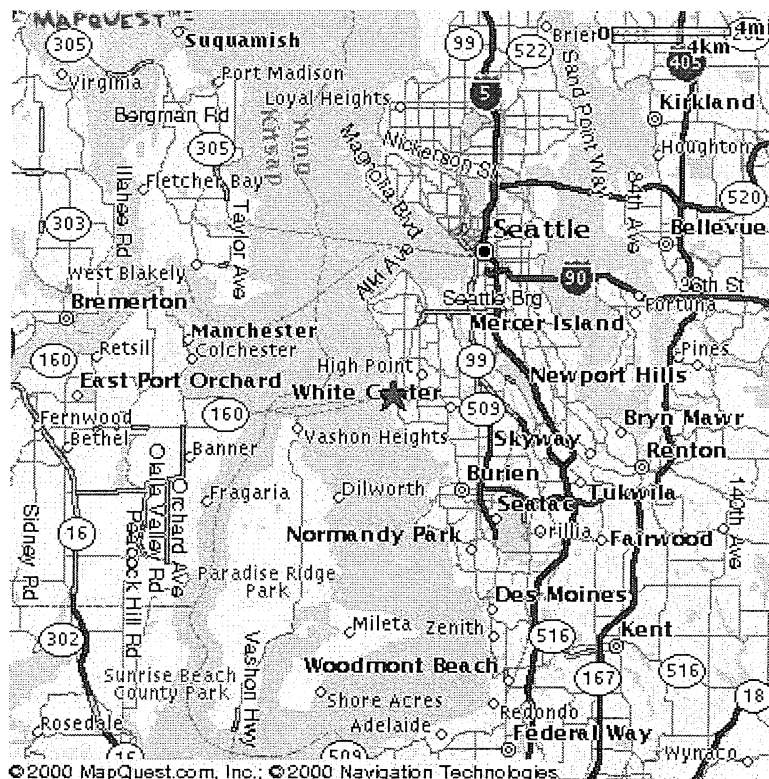 MAPQUEST
305
Suquamish
99
522
Brier
0
4mi
4km
405
Virginia
Port Madison
Loyal Heights
5
Sand Point Way
Kirkland
Bergman Rd
King
Kitsap
Magnolia Blvd
Nickerson St
Houghton
305
Illahee Rd
Fletcher Bay
84th Ave
520
303
Taylor Ave
Seattle
Bellevue
West Blakely
Alki Ave
90
36th St
Bremerton
Seattle Brg
Fortuna
Mercer Island
Manchester
160
Retsil
Colchester
High Point
99
Pines
East Port Orchard
White Center
Newport Hills
Fernwood
160
509
Bryn Mawr
Bethel
Banner
Vashon Heights
Skyway
Renton
Olalla Valley Rd
Orchard Ave
Burien
Tukwila
140th Ave
Sidney Rd
Fragaria
Dilworth
Seatac
16
Peacock Hill Rd
Normandy Park
Orillia
Fairwood
Paradise Ridge
Park
Des Moines
302
Mileta
Zenith
516
Kent
Vashon Hwy
Sunrise Beach
County Park
Woodmont Beach
167
516
Shore Acres
18
Rosedale
Adelaide
Redondo
16
509
Federal Way
Wynaco
©2000 MapQuest.com, Inc.; ©2000 Navigation Technologies